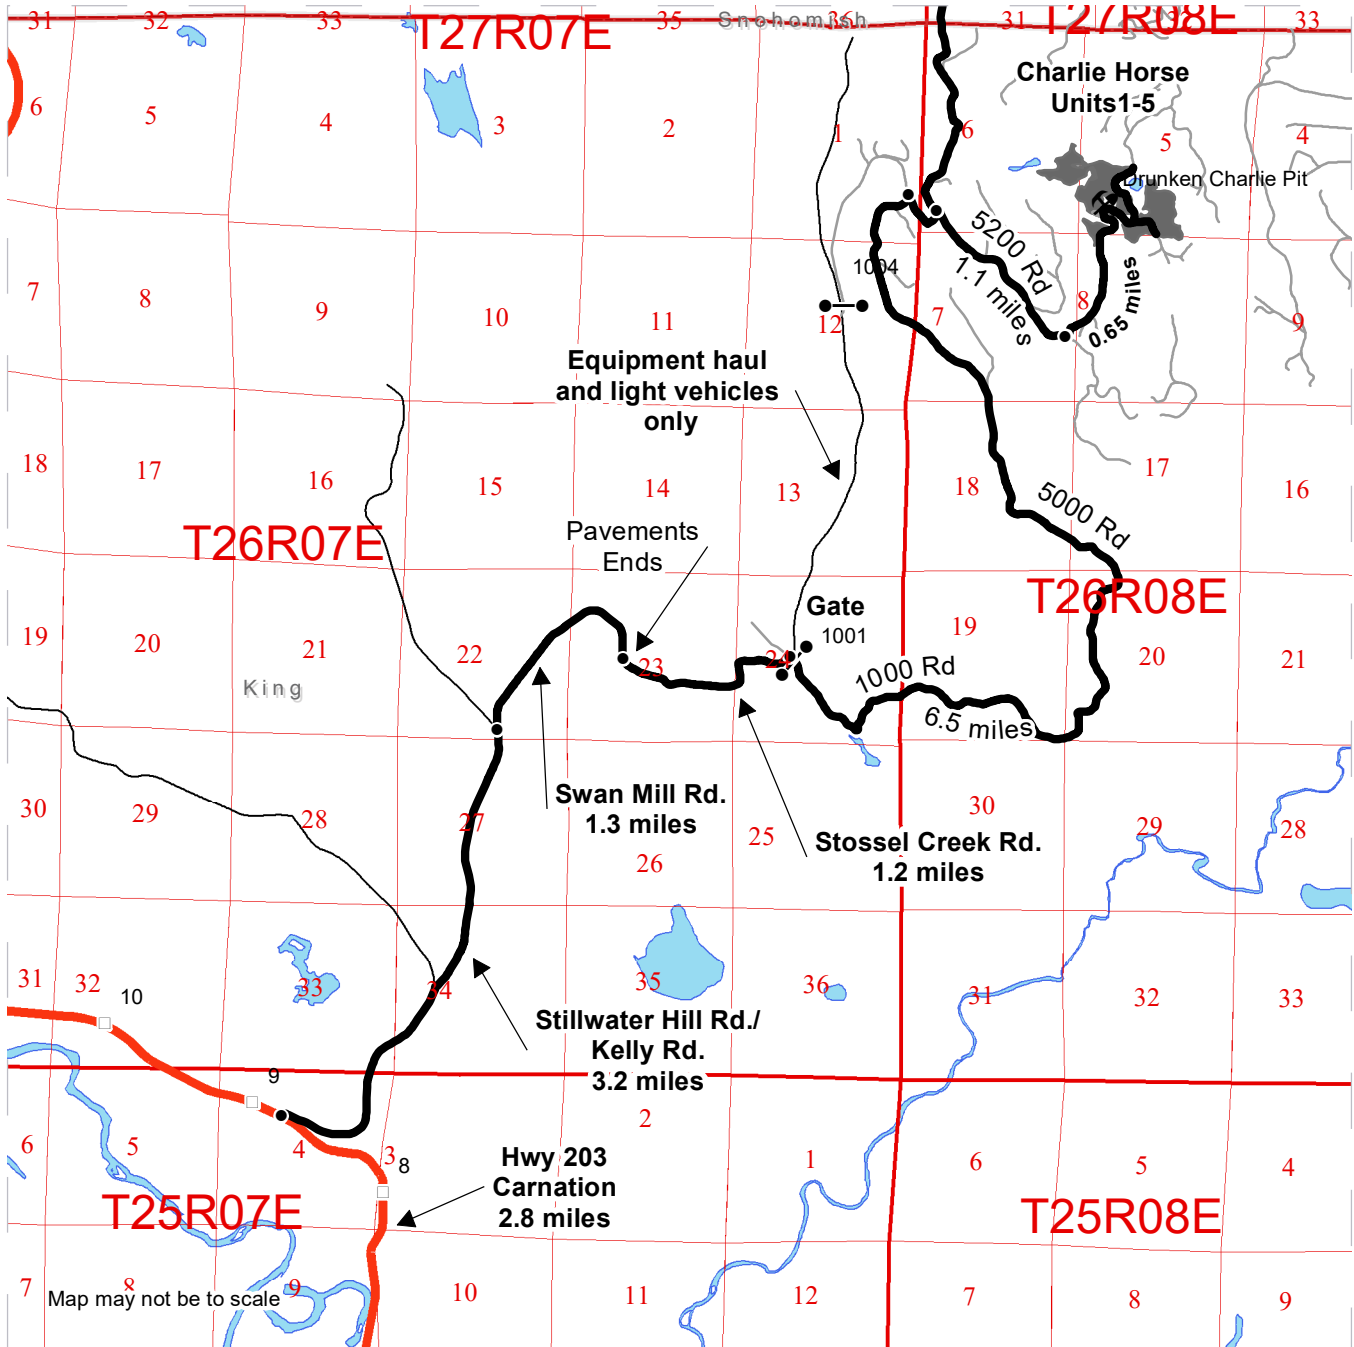 31
32
33
T27R07E
35
Snohomish
36
31
T27R08E
33
Charlie Horse
Units1-5
6
5
4
3
2
1
6
5
4
Drunken Charlie Pit
5200 Rd
1.1 miles
0.65 miles
1004
7
8
9
10
11
12
7
8
9
Equipment haul
and light vehicles
only
18
17
16
15
14
13
18
17
16
5000 Rd
Pavements
Ends
T26R07E
T26R08E
Gate
1001
19
20
21
22
23
24
19
20
21
King
1000 Rd
6.5 miles
Swan Mill Rd.
1.3 miles
Stossel Creek Rd.
1.2 miles
30
29
28
27
26
25
30
29
28
31
32
33
34
35
36
31
32
33
10
9
Stillwater Hill Rd./
Kelly Rd.
3.2 miles
6
5
4
3
8
2
1
6
5
4
Hwy 203
Carnation
2.8 miles
T25R07E
T25R08E
7
8
9
10
11
12
7
8
9
Map may not be to scale